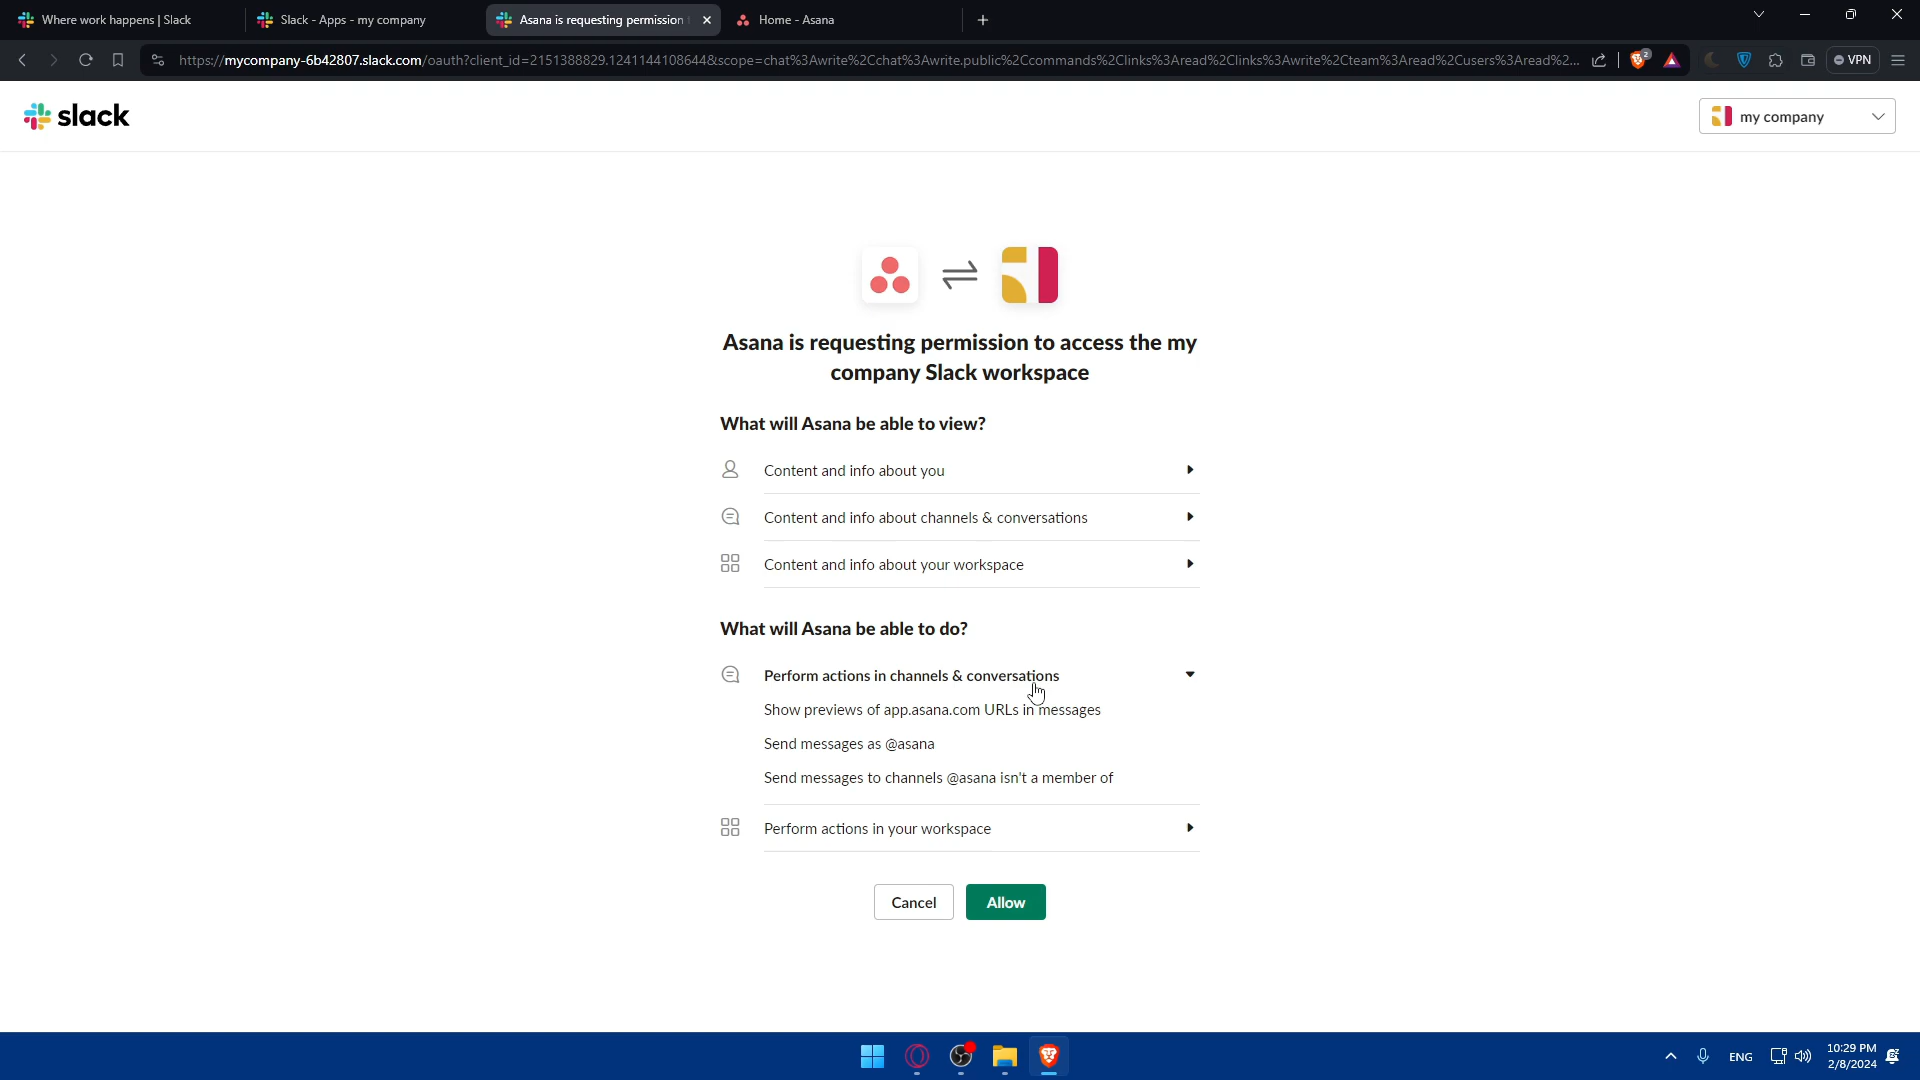 Where work happens | Slack
Slack - Apps - my company
Asana is requesting permission
Home - Asana
https://mycompany-6b42807.slack.com/oauth?client_id=2151388829.1241144108644&scope=chat%3Awrite%2Cchat%3Awrite.public%2Ccommands%2Clinks%3Aread%2Clinks%3Awrite%2Cteam%3Aread%2Cusers%3Aread%2...
2
VPN
slack
my company
Asana is requesting permission to access the my
company Slack workspace
What will Asana be able to view?
Content and info about you
Content and info about channels & conversations
Content and info about your workspace
What will Asana be able to do?
Perform actions in channels & conversations
Show previews of app.asana.com URLs in messages
Send messages as @asana
Send messages to channels @asana isn't a member of
Perform actions in your workspace
Cancel
Allow
ENG
10:29 PM
2/8/2024